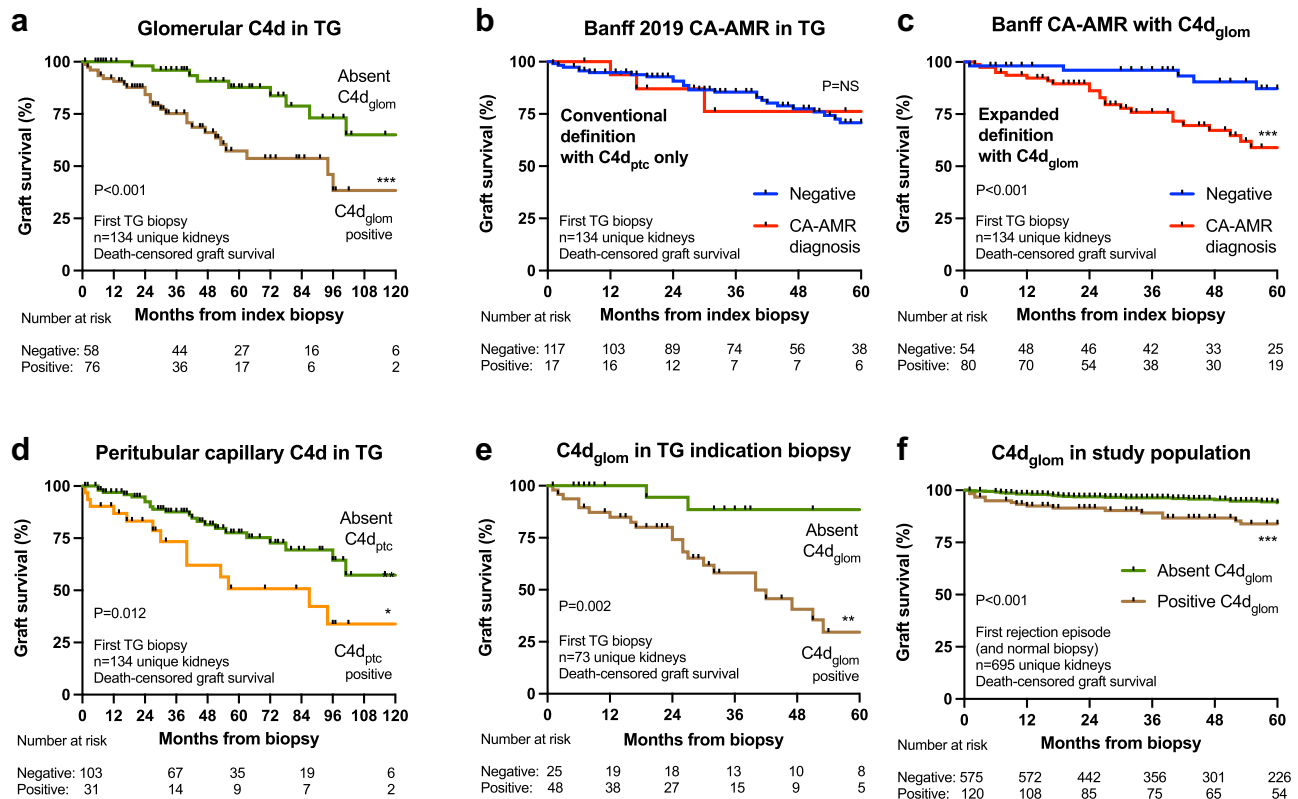 a
Glomerular C4d in TG
Graft survival (%)
100
75
50
25
0
Absent
C4dglom
***
P<0.001
C4dglom
positive
First TG biopsy
n=134 unique kidneys
Death-censored graft survival
0 12 24 36 48 60 72 84 96 108 120
Number at risk
Months from index biopsy
Negative: 58 44 27 16 6
Positive: 76 36 17 6 2
b
Banff 2019 CA-AMR in TG
Graft survival (%)
100
75
50
25
0
P=NS
Conventional
definition
with C4dptc only
Negative
CA-AMR
diagnosis
First TG biopsy
n=134 unique kidneys
Death-censored graft survival
0 12 24 36 48 60
Number at risk
Months from index biopsy
Negative: 117 103 89 74 56 38
Positive: 17 16 12 7 7 6
c
Banff CA-AMR with C4dglom
Graft survival (%)
100
75
50
25
0
Expanded
definition
with C4dglom
***
P<0.001
Negative
CA-AMR
diagnosis
First TG biopsy
n=134 unique kidneys
Death-censored graft survival
0 12 24 36 48 60
Number at risk
Months from index biopsy
Negative: 54 48 46 42 33 25
Positive: 80 70 54 38 30 19
d
Peritubular capillary C4d in TG
Graft survival (%)
100
75
50
25
0
Absent
C4dptc
**
*
P=0.012
C4dptc
positive
First TG biopsy
n=134 unique kidneys
Death-censored graft survival
0 12 24 36 48 60 72 84 96 108 120
Number at risk
Months from biopsy
Negative: 103 67 35 19 6
Positive: 31 14 9 7 2
e
C4dglom in TG indication biopsy
Graft survival (%)
100
75
50
25
0
Absent
C4dglom
P=0.002
**
C4dglom
positive
First TG biopsy
n=73 unique kidneys
Death-censored graft survival
0 12 24 36 48 60
Number at risk
Months from biopsy
Negative: 25 19 18 13 10 8
Positive: 48 38 27 15 9 5
f
C4dglom in study population
Graft survival (%)
100
75
50
25
0
***
Absent C4dglom
Positive C4dglom
P<0.001
First rejection episode
(and normal biopsy)
n=695 unique kidneys
Death-censored graft survival
0 12 24 36 48 60
Number at risk
Months from biopsy
Negative: 575 572 442 356 301 226
Positive: 120 108 85 75 65 54